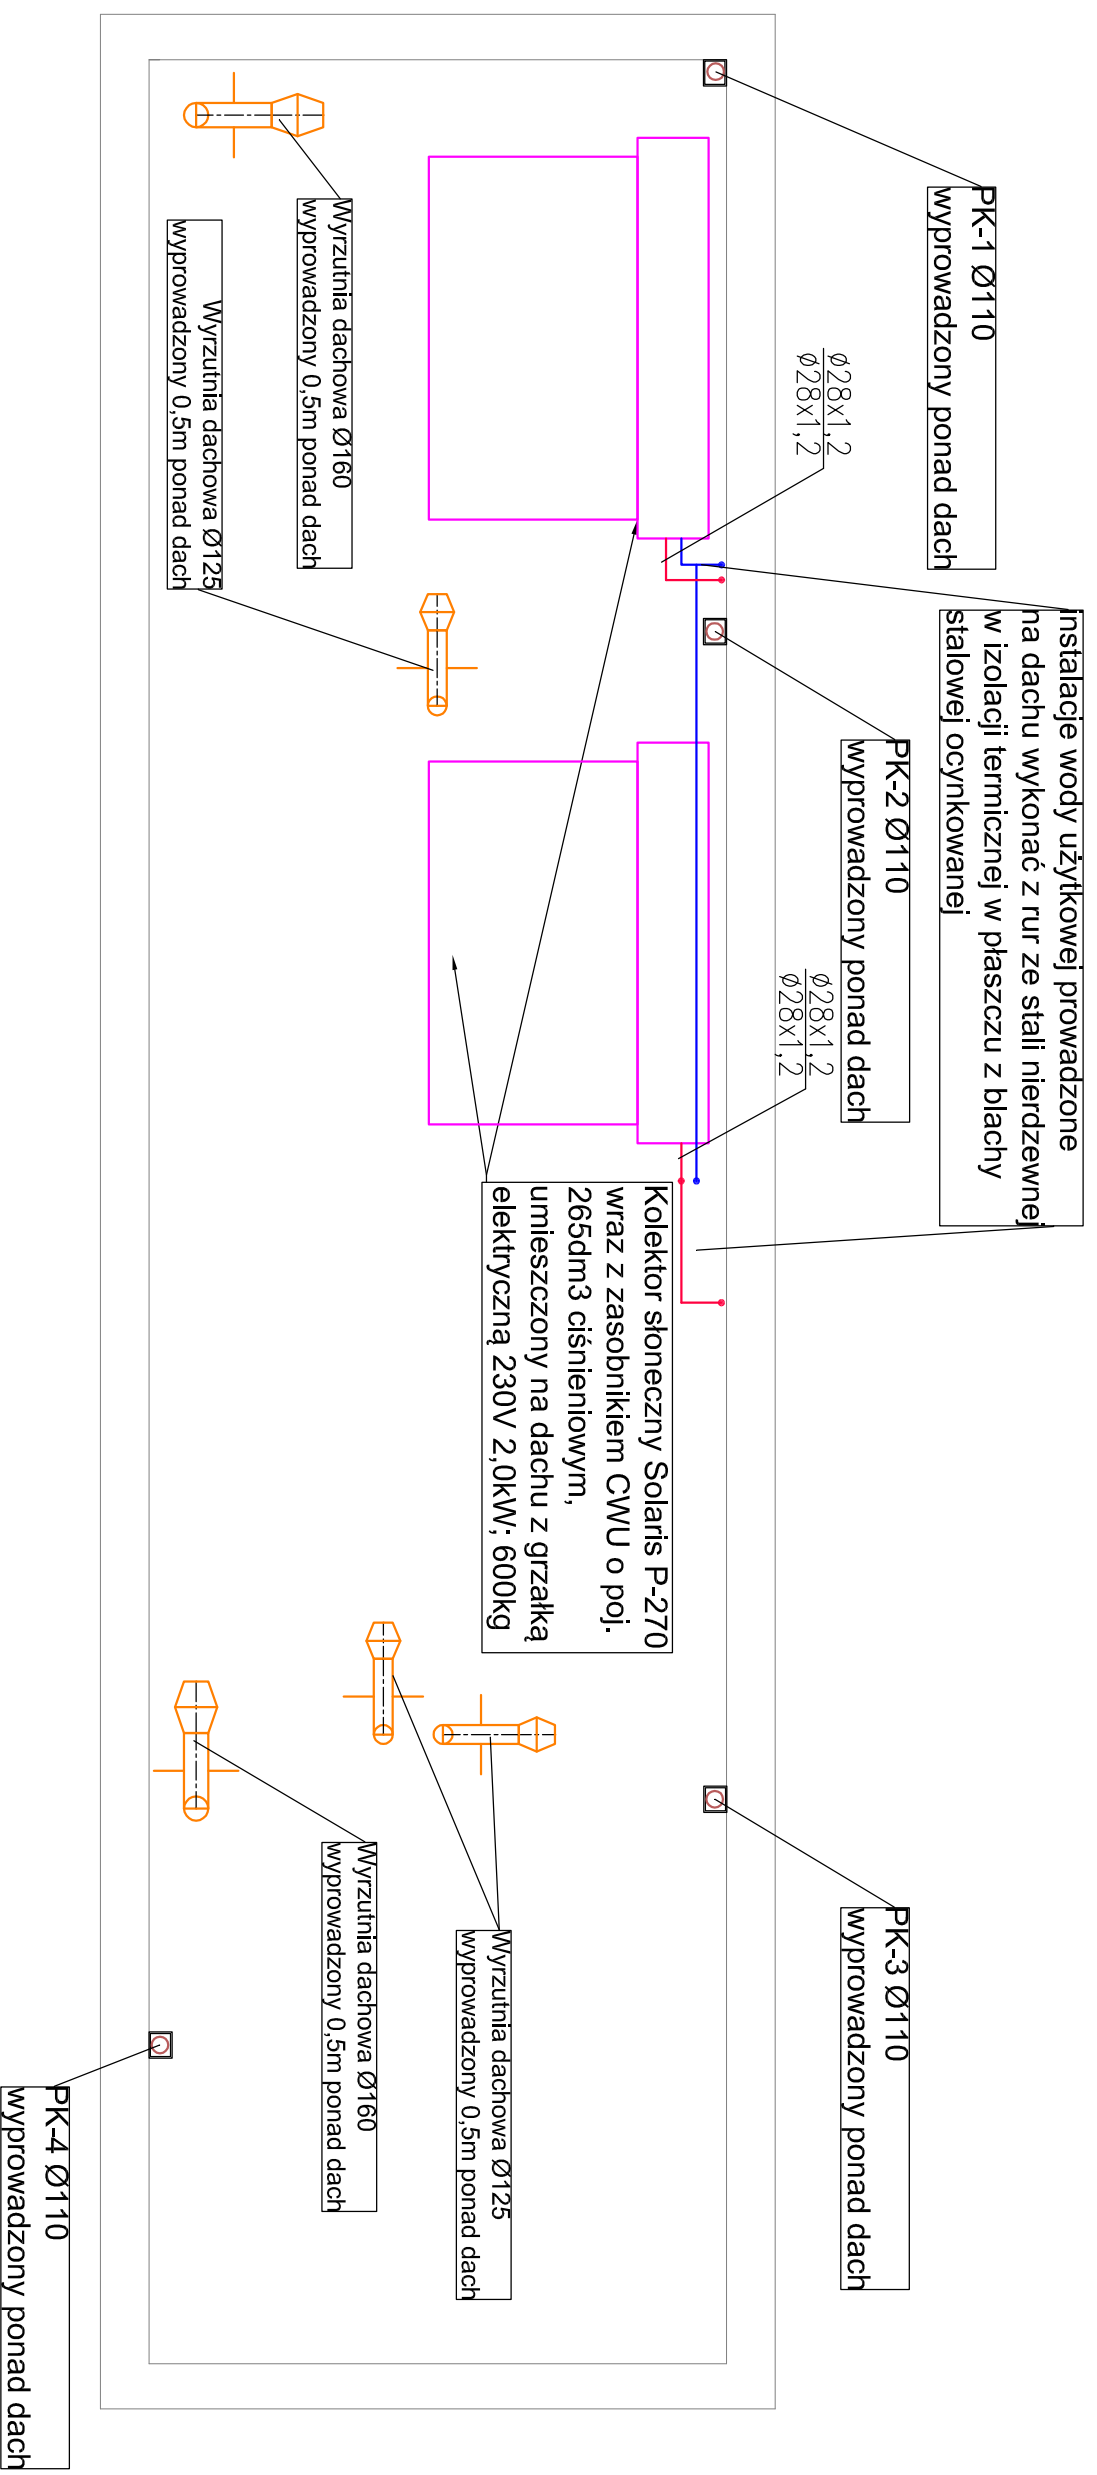 PK-1 Ø110
wyprowadzony ponad dach
instalacje wody użytkowej prowadzone
na dachu wykonać z rur ze stali nierdzewnej
w izolacji termicznej w płaszczu z blachy
stalowej ocynkowanej
PK-2 Ø110
wyprowadzony ponad dach
PK-3 Ø110
wyprowadzony ponad dach
ø28x1,2
ø28x1,2
ø28x1,2
ø28x1,2
Kolektor słoneczny Solaris P-270
wraz z zasobnikiem CWU o poj.
265dm3 ciśnieniowym,
umieszczony na dachu z grzałką
elektryczną 230V 2,0kW; 600kg
Wyrzutnia dachowa Ø160
wyprowadzony 0,5m ponad dach
Wyrzutnia dachowa Ø125
wyprowadzony 0,5m ponad dach
Wyrzutnia dachowa Ø125
wyprowadzony 0,5m ponad dach
Wyrzutnia dachowa Ø160
wyprowadzony 0,5m ponad dach
PK-4 Ø110
wyprowadzony ponad dach